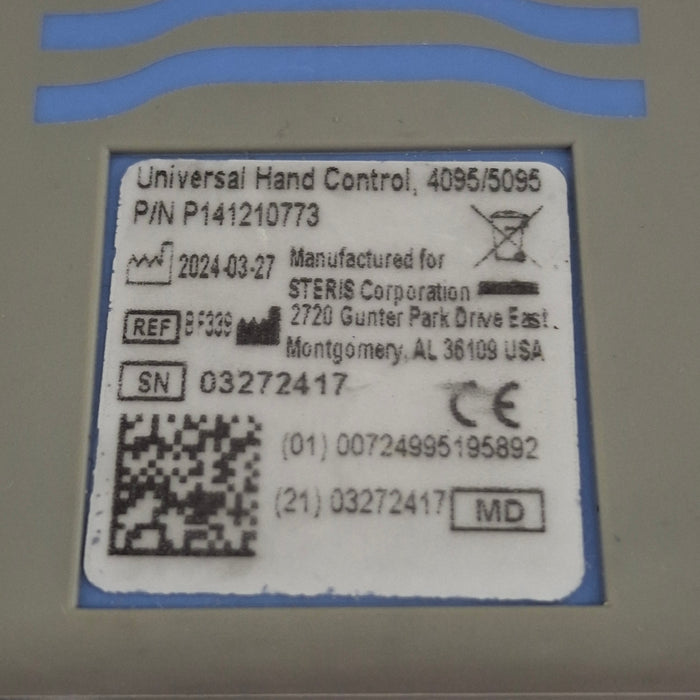 Universal Hand Control, 4095/5095
P/N P141210773
2024-03-27
Manufactured for
STERIS Corporation
REF BF339
2720 Gunter Park Drive East.
Montgomery, AL 36109 USA
SN 03272417
CE
(01) 00724995195892
(21) 03272417
MD